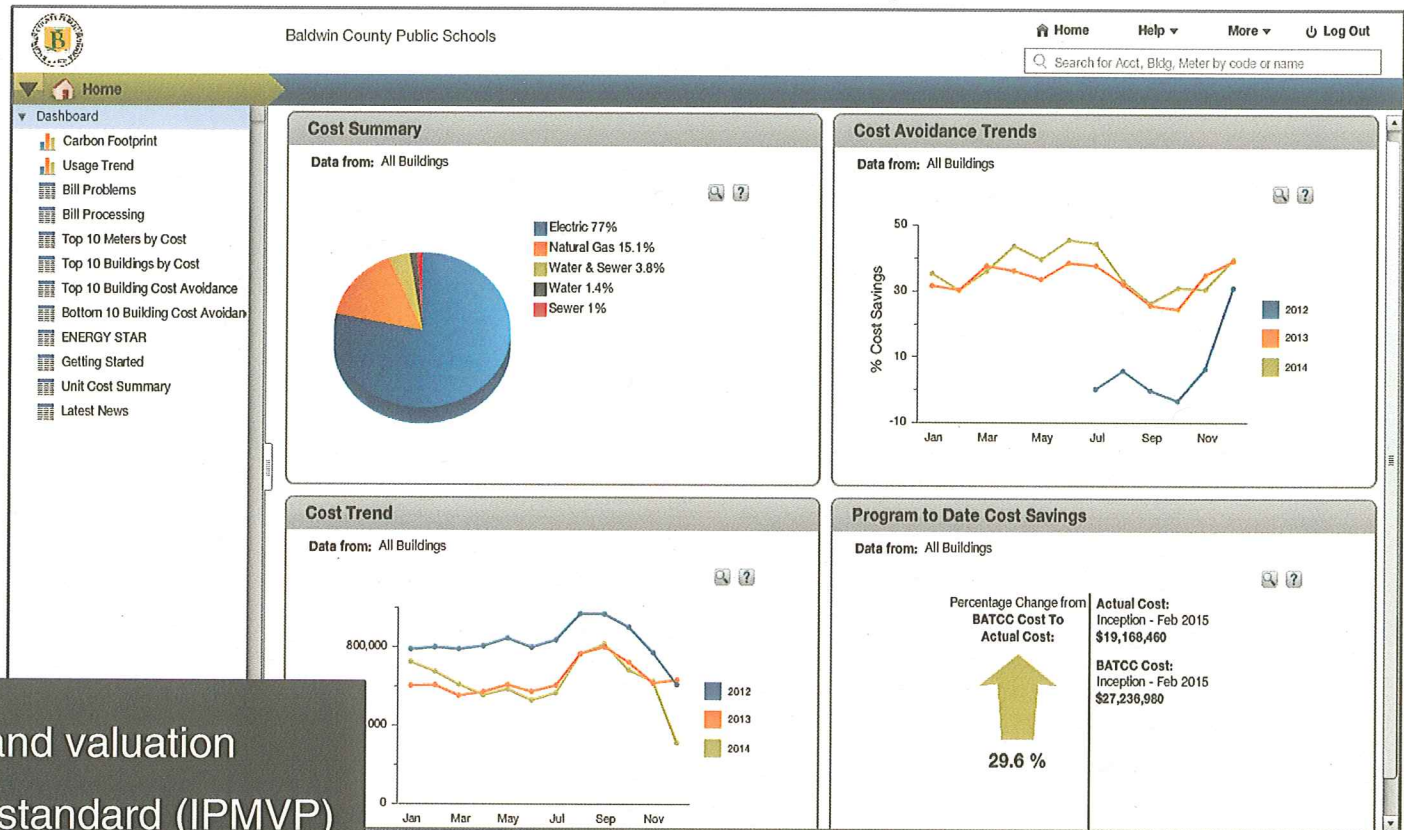 B
Baldwin County Public Schools
Home Help More Log Out
Search for Acct, Bldg, Meter by code or name
Home
Dashboard
Carbon Footprint
Usage Trend
Bill Problems
Bill Processing
Top 10 Meters by Cost
Top 10 Buildings by Cost
Top 10 Building Cost Avoidance
Bottom 10 Building Cost Avoidan
ENERGY STAR
Getting Started
Unit Cost Summary
Latest News
Cost Summary
Data from: All Buildings
?
Electric 77%
Natural Gas 15.1%
Water & Sewer 3.8%
Water 1.4%
Sewer 1%
Cost Avoidance Trends
Data from: All Buildings
?
% Cost Savings
50
30
10
-10
Jan Mar May Jul Sep Nov
2012
2013
2014
Cost Trend
Data from: All Buildings
?
800,000
000
0
Jan Mar May Jul Sep Nov
2012
2013
2014
Program to Date Cost Savings
Data from: All Buildings
?
Percentage Change from
BATCC Cost To
Actual Cost:
29.6 %
Actual Cost:
Inception - Feb 2015
$19,168,460
BATCC Cost:
Inception - Feb 2015
$27,236,980
and valuation
standard (IPMVP)